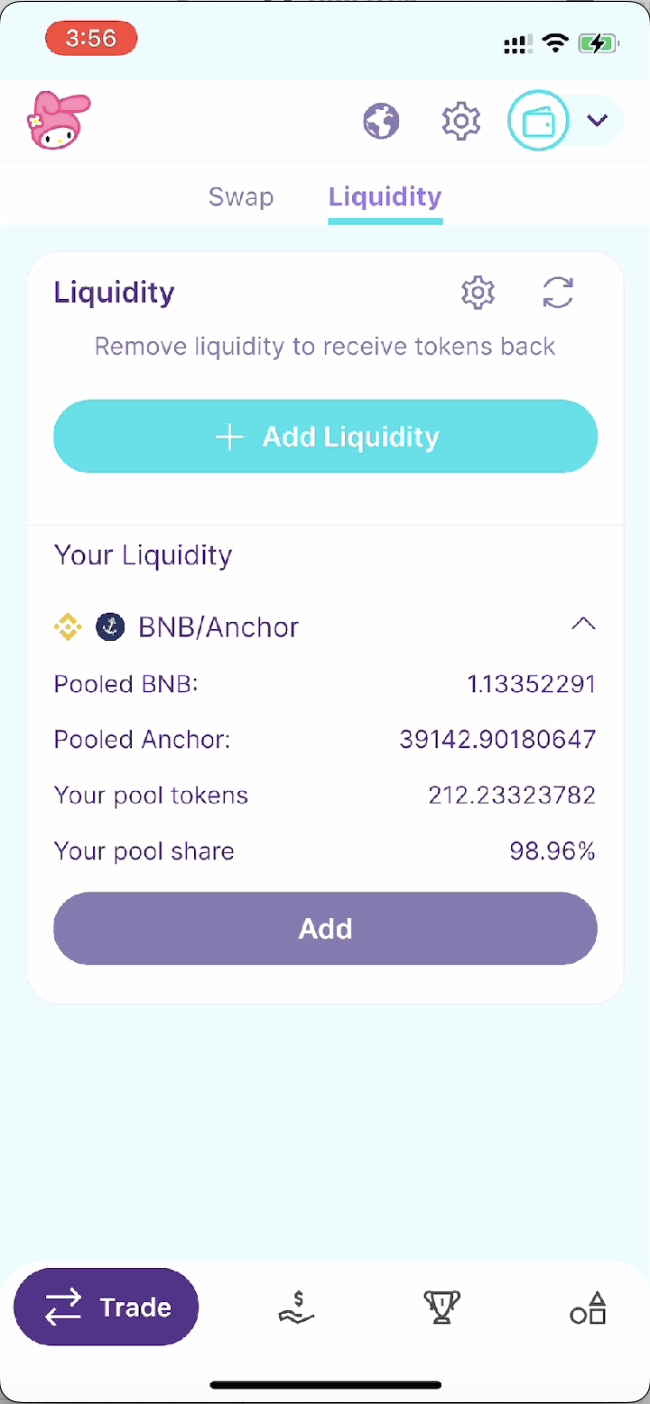 3:56
Swap
Liquidity
Liquidity
Remove liquidity to receive tokens back
+ Add Liquidity
Your Liquidity
BNB/Anchor
Pooled BNB: 1.13352291
Pooled Anchor: 39142.90180647
Your pool tokens 212.23323782
Your pool share 98.96%
Add
Trade